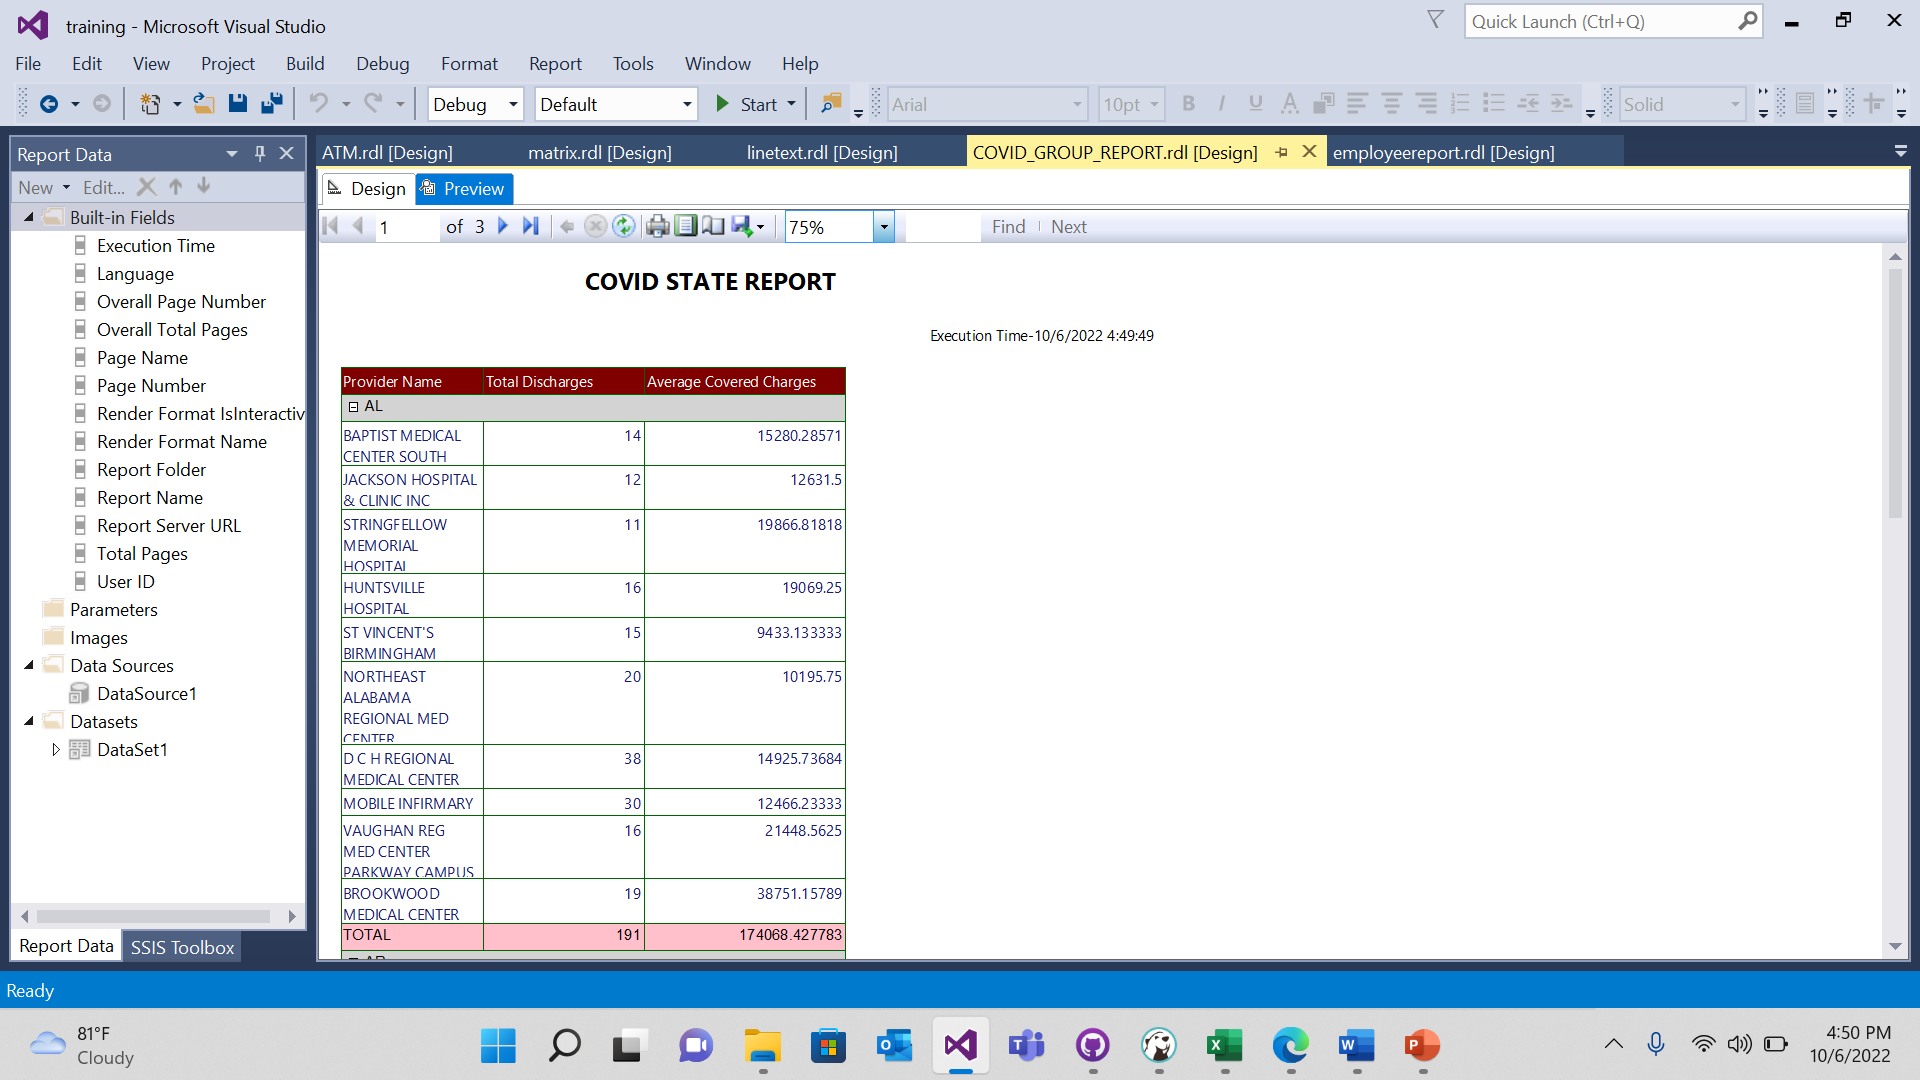 training - Microsoft Visual Studio
Quick Launch (Ctrl+Q)
File Edit View Project Build Debug Format Report Tools Window Help
Debug Default Start Arial 10pt B I U A Solid
Report Data
ATM.rdl [Design] matrix.rdl [Design] linetext.rdl [Design] COVID_GROUP_REPORT.rdl [Design] employeereport.rdl [Design]
New Edit...
Design Preview
1 of 3 75% Find Next
Built-in Fields
Execution Time
Language
Overall Page Number
Overall Total Pages
Page Name
Page Number
Render Format IsInteractiv
Render Format Name
Report Folder
Report Name
Report Server URL
Total Pages
User ID
Parameters
Images
Data Sources
DataSource1
Datasets
DataSet1
Report Data SSIS Toolbox
COVID STATE REPORT
Execution Time-10/6/2022 4:49:49
Provider Name Total Discharges Average Covered Charges
AL
BAPTIST MEDICAL 14 15280.28571
CENTER SOUTH
JACKSON HOSPITAL 12 12631.5
& CLINIC INC
STRINGFELLOW 11 19866.81818
MEMORIAL
HOSPITAL
HUNTSVILLE 16 19069.25
HOSPITAL
ST VINCENT'S 15 9433.133333
BIRMINGHAM
NORTHEAST 20 10195.75
ALABAMA
REGIONAL MED
CENTER
D C H REGIONAL 38 14925.73684
MEDICAL CENTER
MOBILE INFIRMARY 30 12466.23333
VAUGHAN REG 16 21448.5625
MED CENTER
PARKWAY CAMPUS
BROOKWOOD 19 38751.15789
MEDICAL CENTER
TOTAL 191 174068.427783
Ready
81°F
Cloudy
4:50 PM
10/6/2022